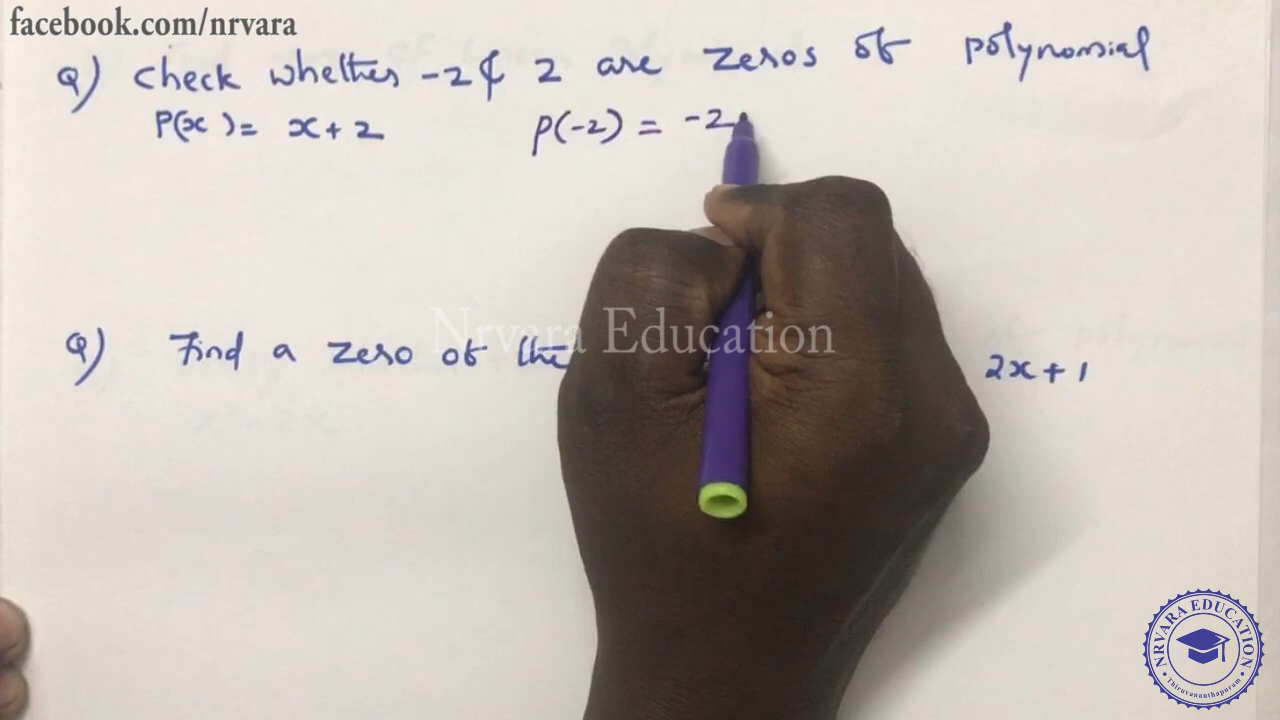 facebook.com/nrvara
Q) Check whether -2 & 2 are zeros of polynomial
P(x) = x + 2 P(-2) = -2
Nrvara Education
Q) Find a zero of the 2x + 1
NRVARA EDUCATION
Thiruvananthapuram